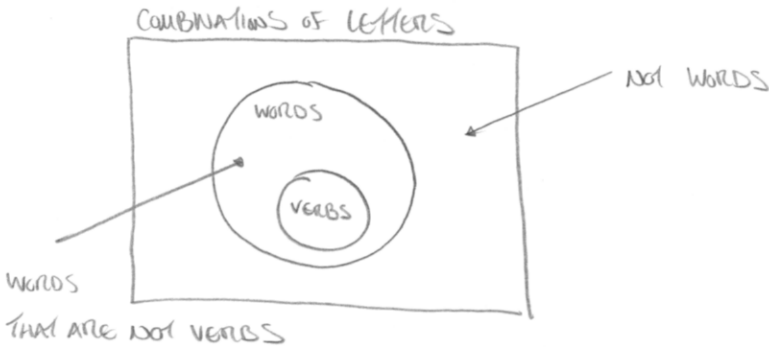 COMBINATIONS OF LETTERS
NOT WORDS
WORDS
VERBS
WORDS
THAT ARE NOT VERBS